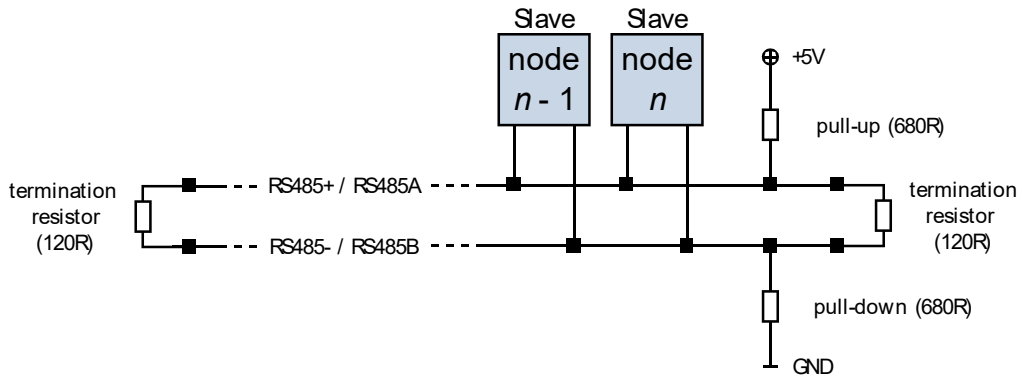 Slave
Slave
node
n - 1
node
n
+5V
pull-up (680R)
termination
resistor
(120R)
RS485+ / RS485A
RS485- / RS485B
termination
resistor
(120R)
pull-down (680R)
GND